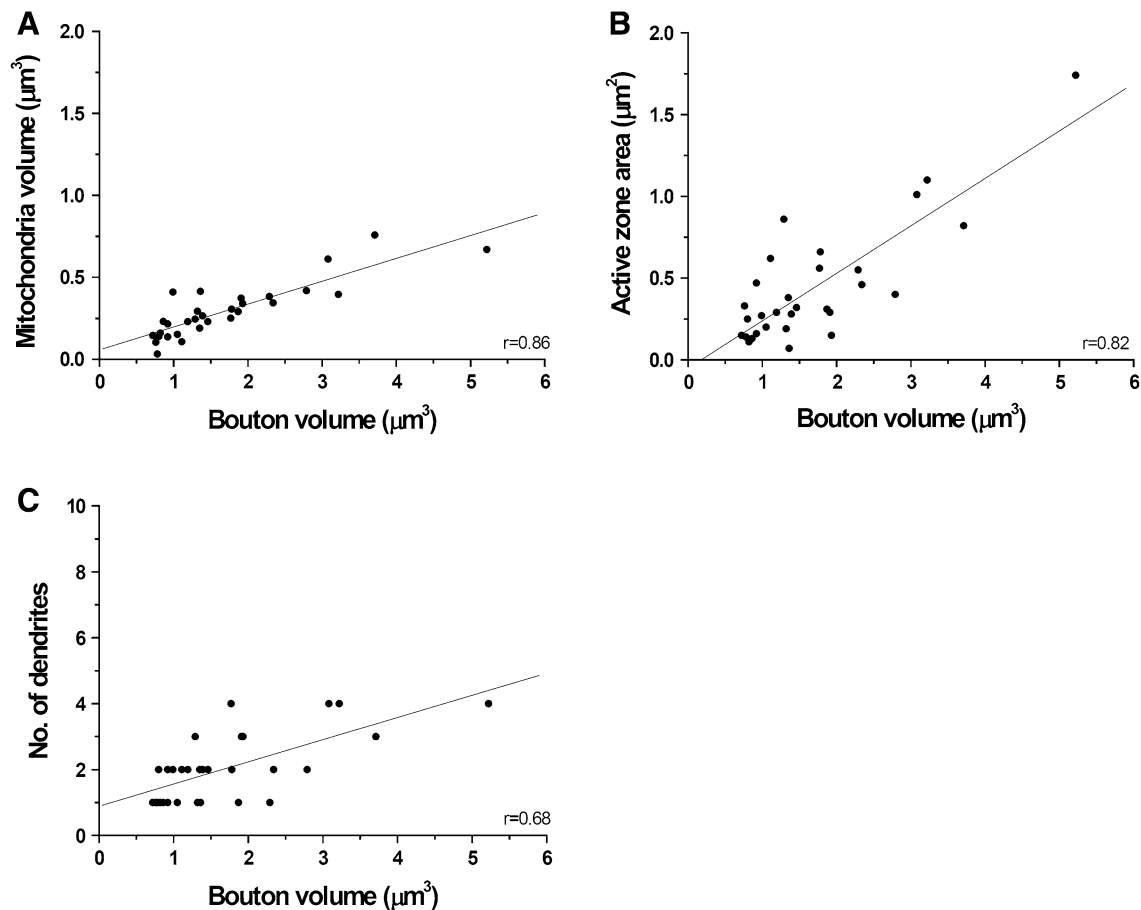 A
Mitochondria volume (μm³)
2.0
1.5
1.0
0.5
0.0
r=0.86
0 1 2 3 4 5 6
Bouton volume (μm³)
B
Active zone area (μm²)
2.0
1.5
1.0
0.5
0.0
r=0.82
0 1 2 3 4 5 6
Bouton volume (μm³)
C
No. of dendrites
10
8
6
4
2
0
r=0.68
0 1 2 3 4 5 6
Bouton volume (μm³)